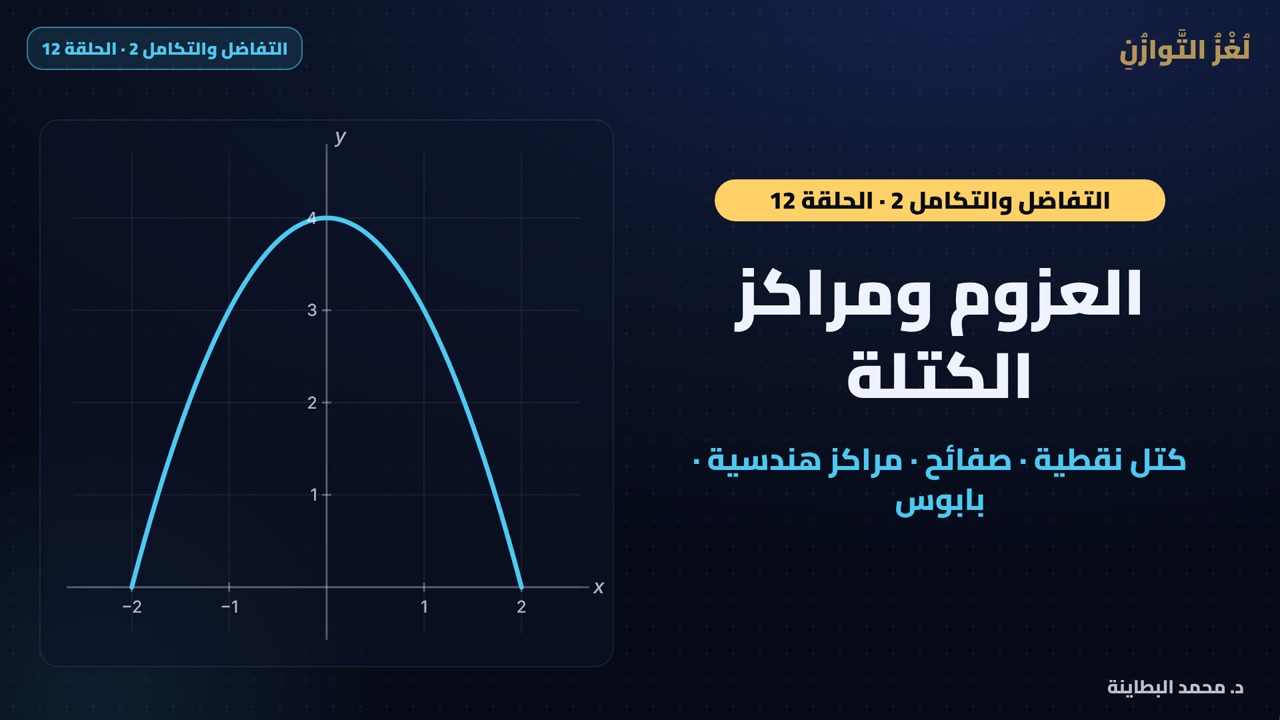 لُغْزُ التَّوازُنِ
التفاضل والتكامل 2 · الحلقة 12
التفاضل والتكامل 2 · الحلقة 12
العزوم ومراكز
الكتلة
كتل نقطية · صفائح · مراكز هندسية ·
بابوس
y
4
3
2
1
x
−2 −1 1 2
د. محمد البطاينة